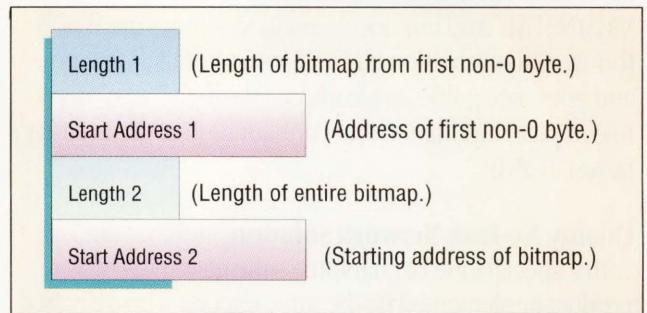 Length 1 (Length of bitmap from first non-0 byte.)
Start Address 1 (Address of first non-0 byte.)
Length 2 (Length of entire bitmap.)
Start Address 2 (Starting address of bitmap.)